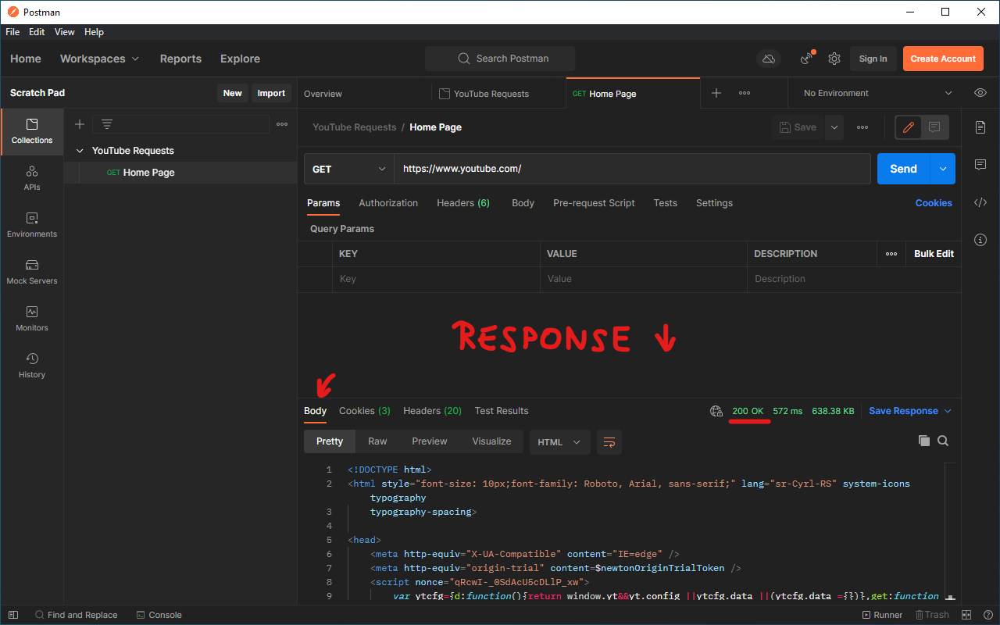 Postman
File Edit View Help
Home Workspaces Reports Explore Search Postman Sign In Create Account
Scratch Pad New Import Overview YouTube Requests GET Home Page No Environment
Collections
YouTube Requests / Home Page Save
YouTube Requests
GET Home Page
GET https://www.youtube.com/ Send
APIs
Params Authorization Headers (6) Body Pre-request Script Tests Settings Cookies
Query Params
Environments
KEY VALUE DESCRIPTION Bulk Edit
Key Value Description
Mock Servers
Monitors
RESPONSE ↓
History
Body Cookies (3) Headers (20) Test Results 200 OK 572 ms 638.38 KB Save Response
Pretty Raw Preview Visualize HTML
1 <!DOCTYPE html>
2 <html style="font-size: 10px;font-family: Roboto, Arial, sans-serif;" lang="sr-Cyrl-RS" system-icons
typography
3 typography-spacing>
4
5 <head>
6 <meta http-equiv="X-UA-Compatible" content="IE=edge" />
7 <meta http-equiv="origin-trial" content=$newtonOriginTrialToken />
8 <script nonce="qRcwI-_0SdAcU5cDLlP_xw">
9 var ytcfg={d:function(){return window.yt&&yt.config ||ytcfg.data ||(ytcfg.data ={})},get:function
Find and Replace Console Runner Trash